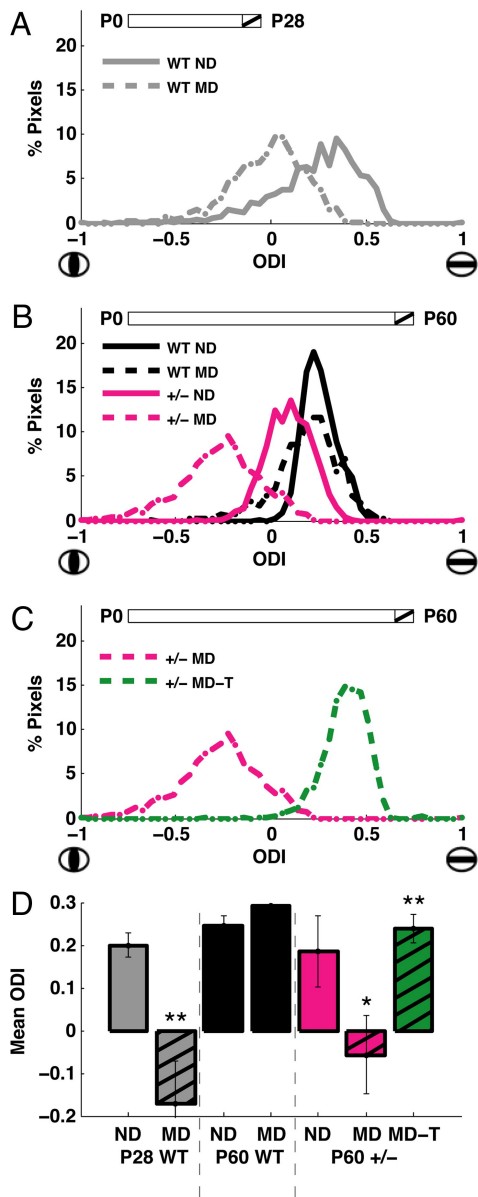 A
P0 P28
20
15
10
5
0
% Pixels
WT ND
WT MD
−1 −0.5 0 0.5 1
ODI
B
P0 P60
20
15
10
5
0
% Pixels
WT ND
WT MD
+/− ND
+/− MD
−1 −0.5 0 0.5 1
ODI
C
P0 P60
20
15
10
5
0
% Pixels
+/− MD
+/− MD−T
−1 −0.5 0 0.5 1
ODI
D
0.3
0.2
0.1
0
−0.1
−0.2
Mean ODI
**
*
**
ND MD ND MD ND MD MD−T
P28 WT P60 WT P60 +/−